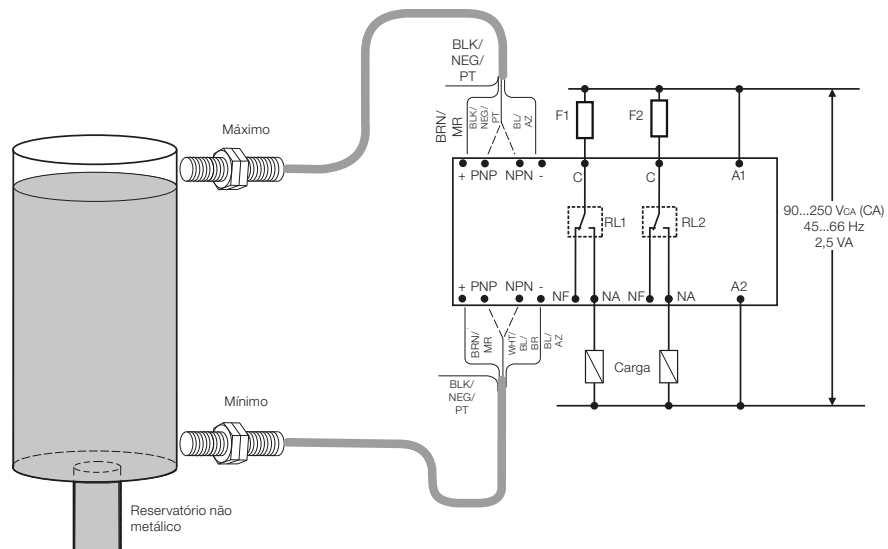 BLK/
NEG/
PT
BRN/
MR
BLK/
NEG/
PT
BL/
AZ
Máximo
F1
F2
+ PNP NPN -
C
C
A1
RL1
RL2
90...250 VCA (CA)
45...66 Hz
2,5 VA
+ PNP NPN -
NF
NA
NF
NA
A2
BRN/
MR
WHT/
BL/
BR
BL/
AZ
Carga
BLK/
NEG/
PT
Mínimo
Reservatório não
metálico